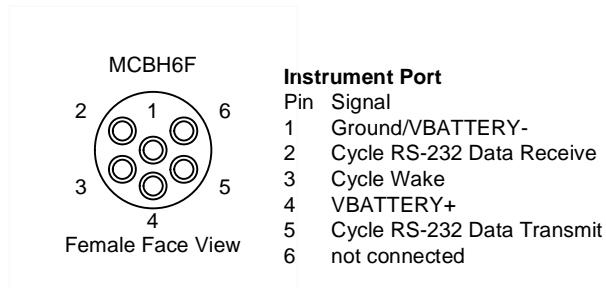 MCBH6F
2 1 6
3 5
4
Female Face View
Instrument Port
Pin Signal
1 Ground/VBATTERY-
2 Cycle RS-232 Data Receive
3 Cycle Wake
4 VBATTERY+
5 Cycle RS-232 Data Transmit
6 not connected